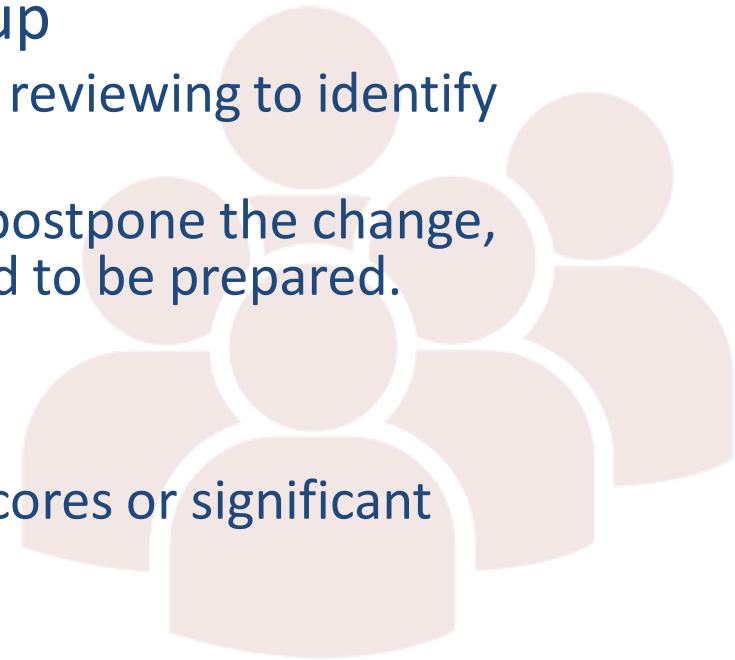 up
reviewing to identify
postpone the change,
d to be prepared.
cores or significant